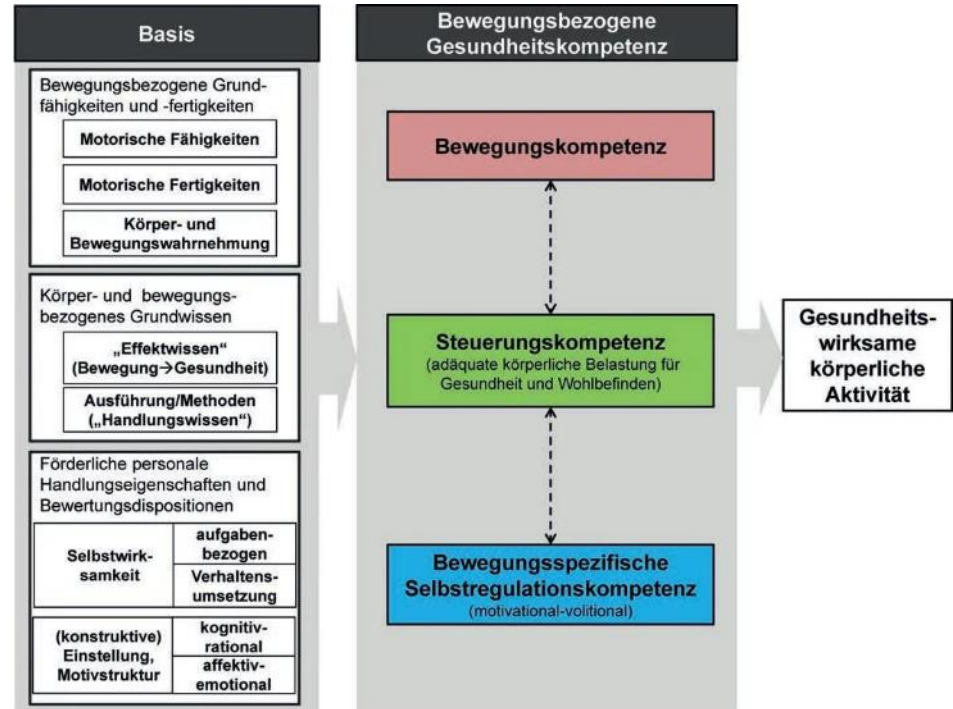 Basis
Bewegungsbezogene Grund-
fähigkeiten und -fertigkeiten
Motorische Fähigkeiten
Motorische Fertigkeiten
Körper- und
Bewegungswahrnehmung
Körper- und bewegungs-
bezogenes Grundwissen
„Effektwissen“
(Bewegung→Gesundheit)
Ausführung/Methoden
(„Handlungswissen“)
Förderliche personale
Handlungseigenschaften und
Bewertungsdispositionen
Selbstwirk-
samkeit
aufgaben-
bezogen
Verhaltens-
umsetzung
(konstruktive)
Einstellung,
Motivstruktur
kognitiv-
rational
affektiv-
emotional
Bewegungsbezogene
Gesundheitskompetenz
Bewegungskompetenz
Steuerungskompetenz
(adäquate körperliche Belastung für
Gesundheit und Wohlbefinden)
Bewegungsspezifische
Selbstregulationskompetenz
(motivational-volitional)
Gesundheits-
wirksame
körperliche
Aktivität